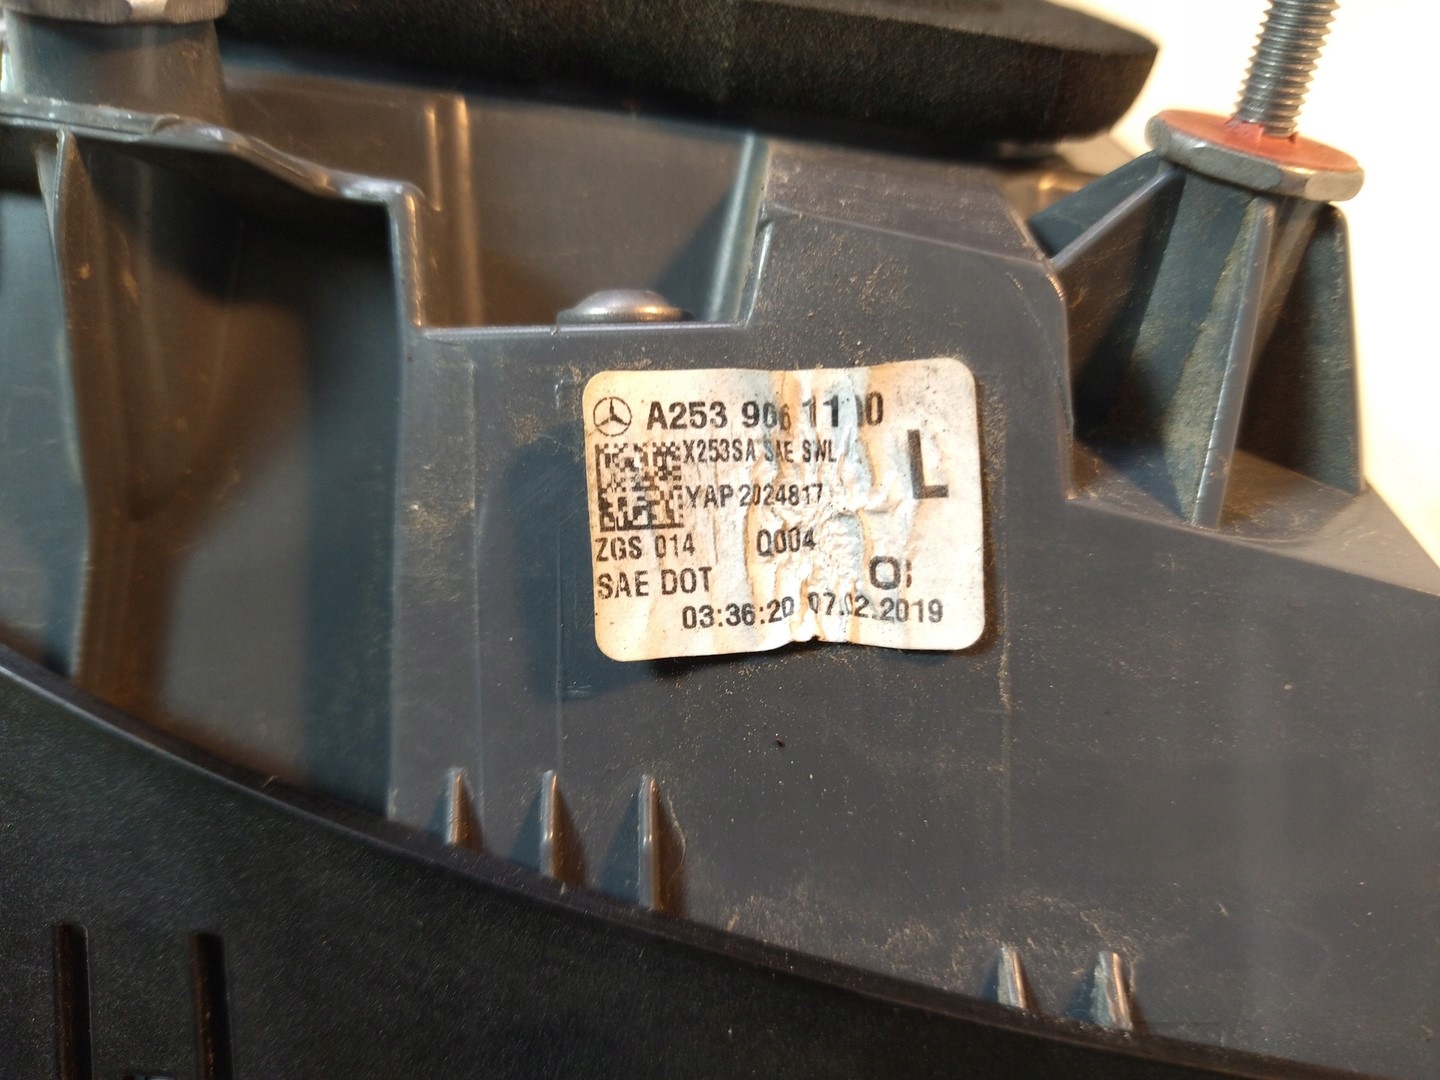 A253 906 11 00
X253SA SAE SWL
L
YAP 2024817
ZGS 014 Q004
SAE DOT
03:36:20 07.02.2019